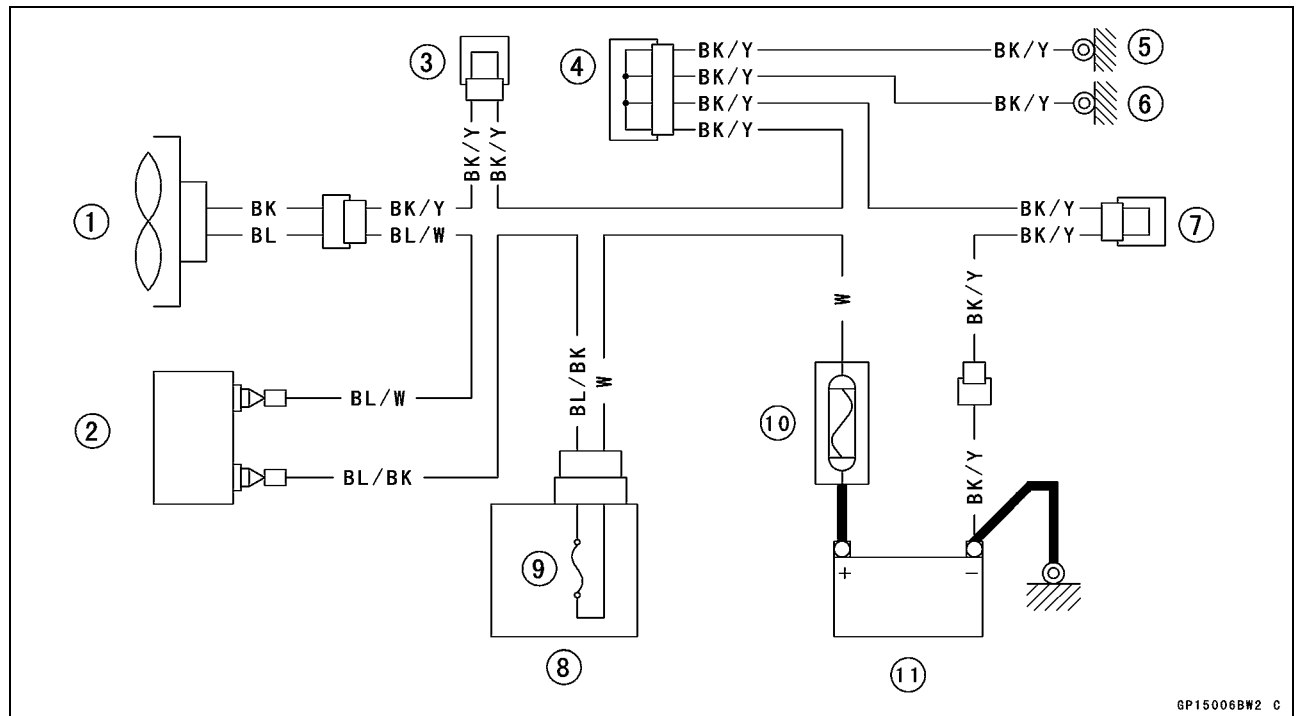 ③ ④ BK/Y BK/Y ⑤
BK/Y BK/Y ⑥
BK/Y
BK/Y
BK/Y BK/Y
① BK BK/Y BK/Y ⑦
BL BL/W BK/Y
W BK/Y
② BL/W BL/BK W ⑩
BL/BK BK/Y
⑨ + −
⑧ ⑪
GP15006BW2 C